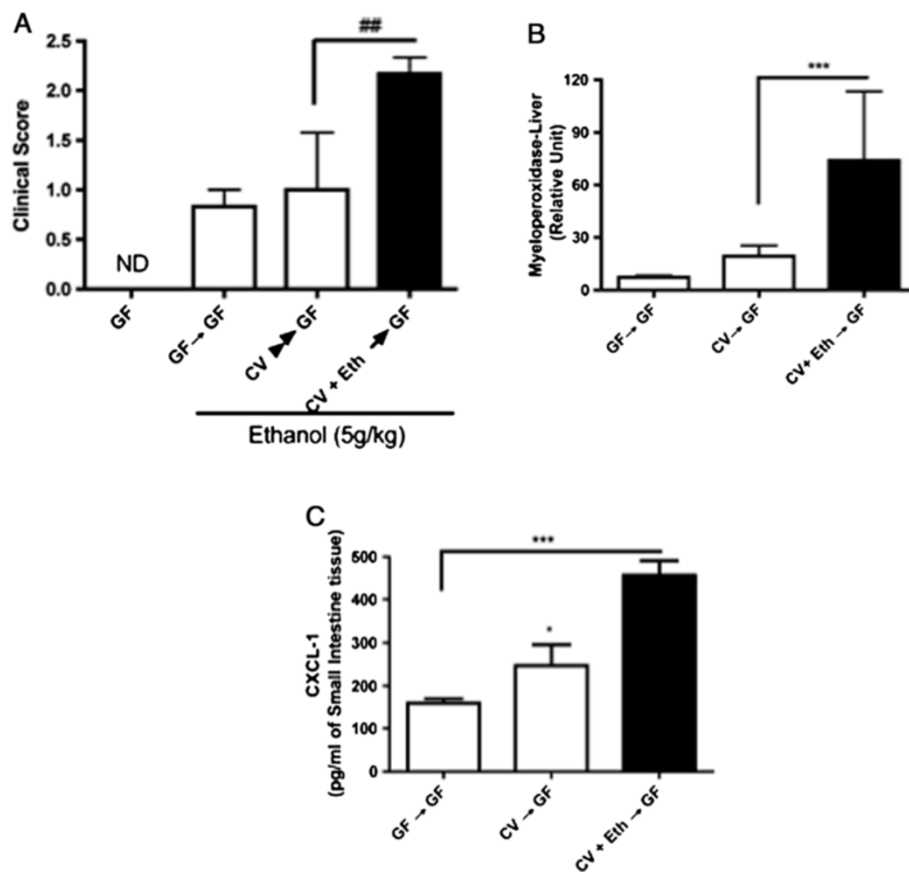 A
##
Clinical Score
2.5
2.0
1.5
1.0
0.5
0.0
ND
GF
GF → GF
CV → GF
CV + Eth → GF
Ethanol (5g/kg)
B
***
Myeloperoxidase-Liver
(Relative Unit)
120
90
60
30
0
GF → GF
CV → GF
CV+ Eth → GF
C
***
*
CXCL-1
(pg/ml of Small Intestine tissue)
500
400
300
200
100
0
GF → GF
CV → GF
CV + Eth → GF